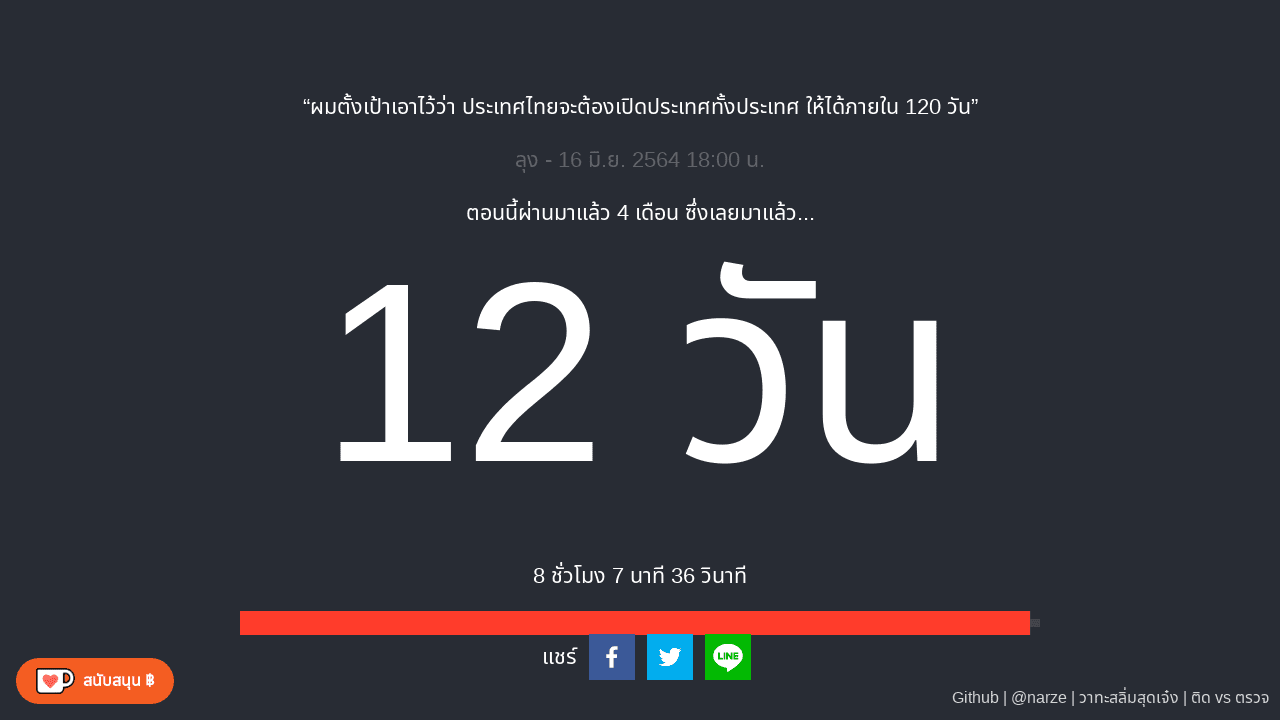 “ผมตั้งเป้าเอาไว้ว่า ประเทศไทยจะต้องเปิดประเทศทั้งประเทศ ให้ได้ภายใน 120 วัน”
ลุง - 16 มิ.ย. 2564 18:00 น.
ตอนนี้ผ่านมาแล้ว 4 เดือน ซึ่งเลยมาแล้ว...
12 วัน
8 ชั่วโมง 7 นาที 36 วินาที
แชร์
LINE
สนับสนุน ฿
Github | @narze | วาทะสลิ่มสุดเจ๋ง | ติด vs ตรวจ